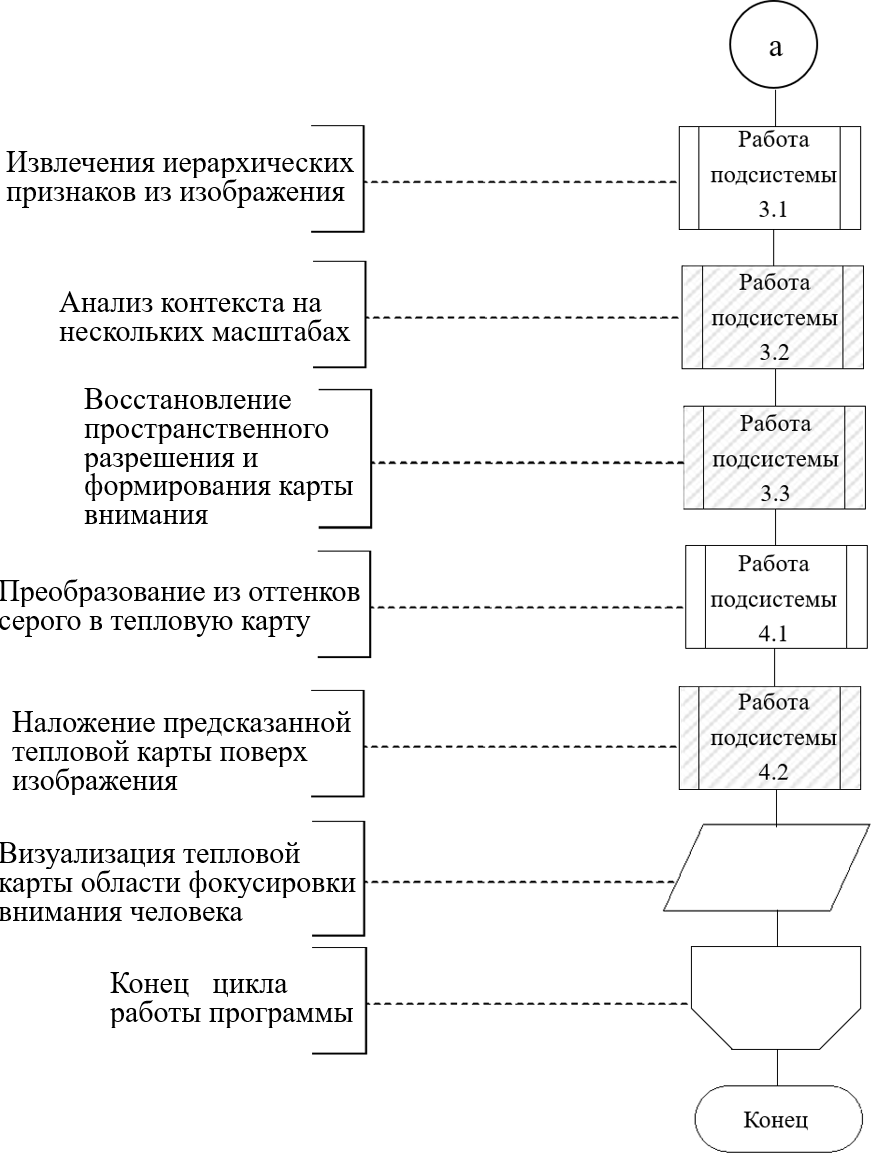 а
Извлечения иерархических
признаков из изображения
Работа
подсистемы
3.1
Анализ контекста на
нескольких масштабах
Работа
подсистемы
3.2
Восстановление
пространственного
разрешения и
формирования карты
внимания
Работа
подсистемы
3.3
Преобразование из оттенков
серого в тепловую карту
Работа
подсистемы
4.1
Наложение предсказанной
тепловой карты поверх
изображения
Работа
подсистемы
4.2
Визуализация тепловой
карты области фокусировки
внимания человека
Конец цикла
работы программы
Конец